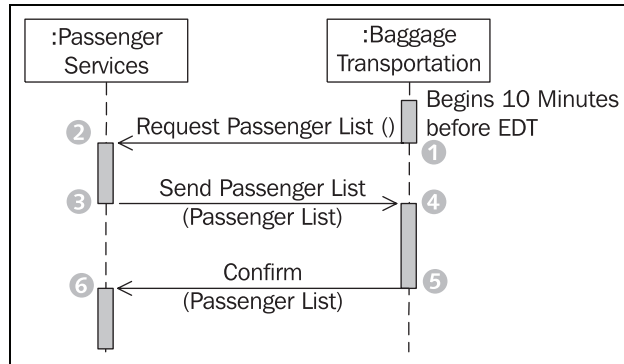 :Passenger
Services
:Baggage
Transportation
Begins 10 Minutes
before EDT
Request Passenger List ()
2
1
Send Passenger List
(Passenger List)
3
4
Confirm
(Passenger List)
6
5